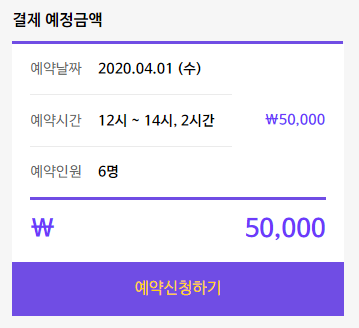 결제 예정금액
예약날짜 2020.04.01 (수)
예약시간 12시 ~ 14시, 2시간 ₩50,000
예약인원 6명
₩ 50,000
예약신청하기